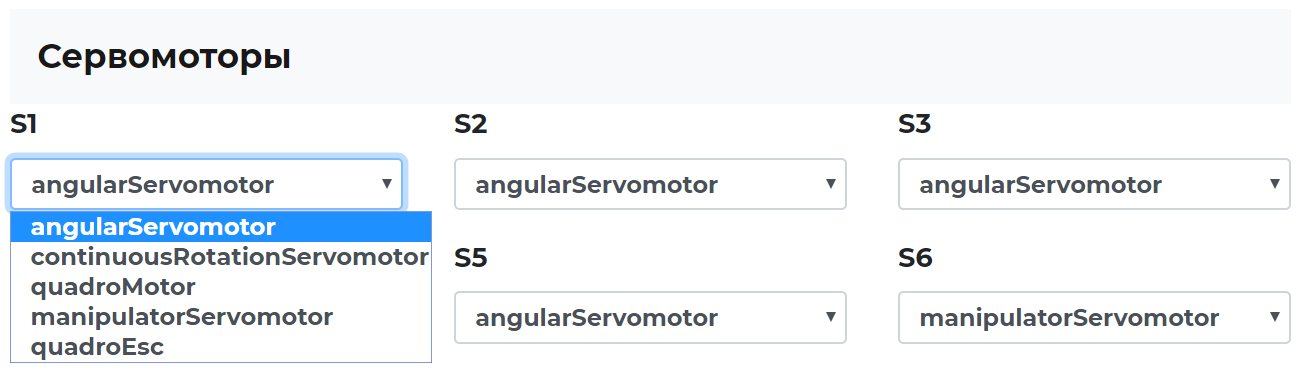 Сервомоторы
S1
S2
S3
angularServomotor
angularServomotor
angularServomotor
angularServomotor
continuousRotationServomotor
quadroMotor
manipulatorServomotor
quadroEsc
S5
S6
angularServomotor
manipulatorServomotor